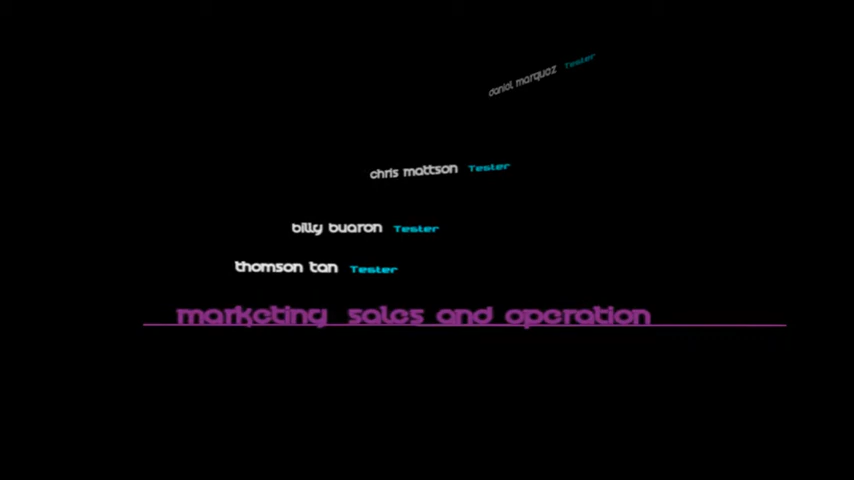 daniel marquez Tester
chris mattson Tester
billy buaron Tester
thomson tan Tester
marketing sales and operation